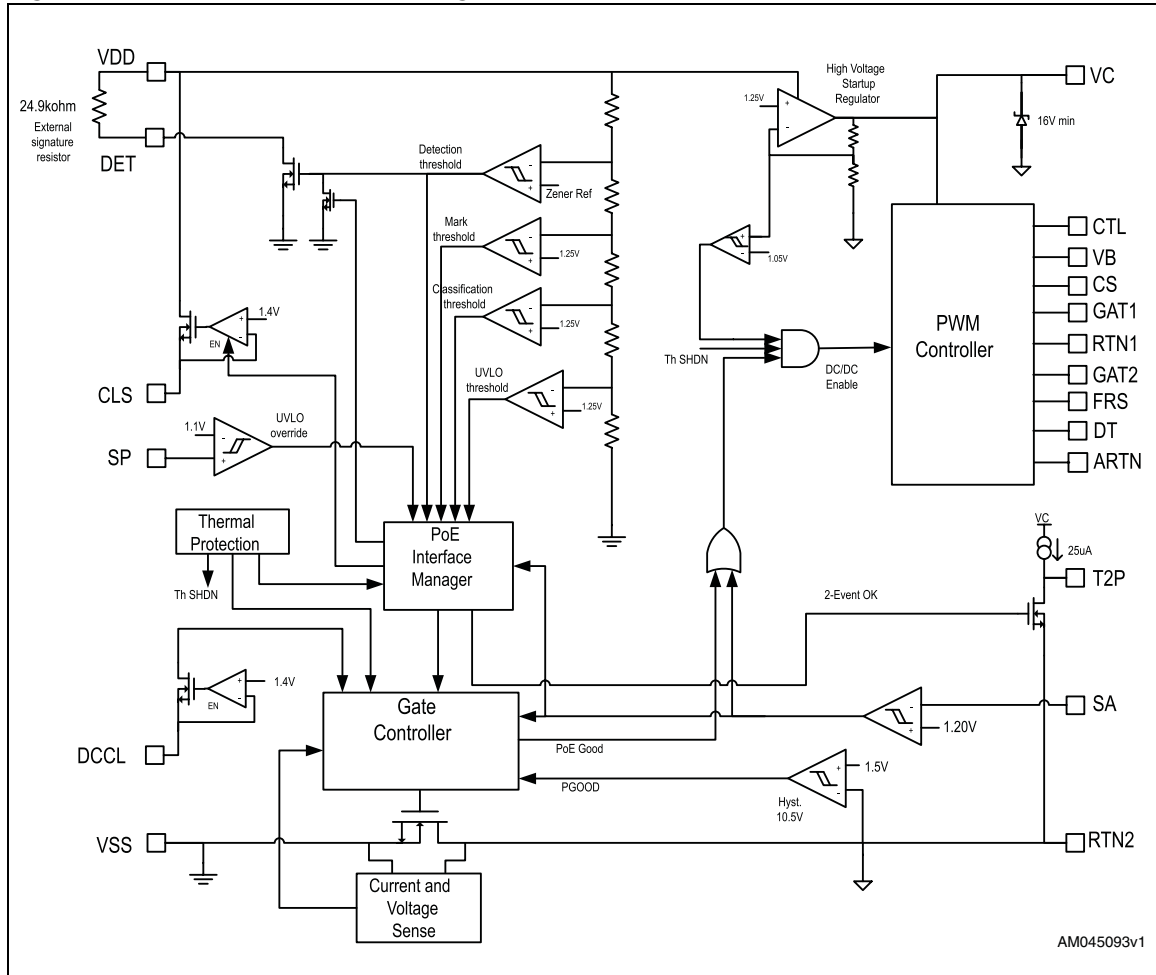 VDD
24.9kohm
External
signature
resistor
DET
High Voltage
Startup
Regulator
1.25V
VC
16V min
Detection
threshold
Zener Ref
Mark
threshold
1.25V
Classification
threshold
1.25V
UVLO
threshold
1.25V
1.05V
Th SHDN
DC/DC
Enable
PWM
Controller
CTL
VB
CS
GAT1
RTN1
GAT2
FRS
DT
ARTN
1.4V
EN
CLS
1.1V
UVLO
override
SP
Thermal
Protection
Th SHDN
PoE
Interface
Manager
VC
25uA
T2P
2-Event OK
1.4V
EN
DCCL
Gate
Controller
PoE Good
PGOOD
SA
1.20V
1.5V
Hyst.
10.5V
VSS
RTN2
Current and
Voltage
Sense
AM045093v1